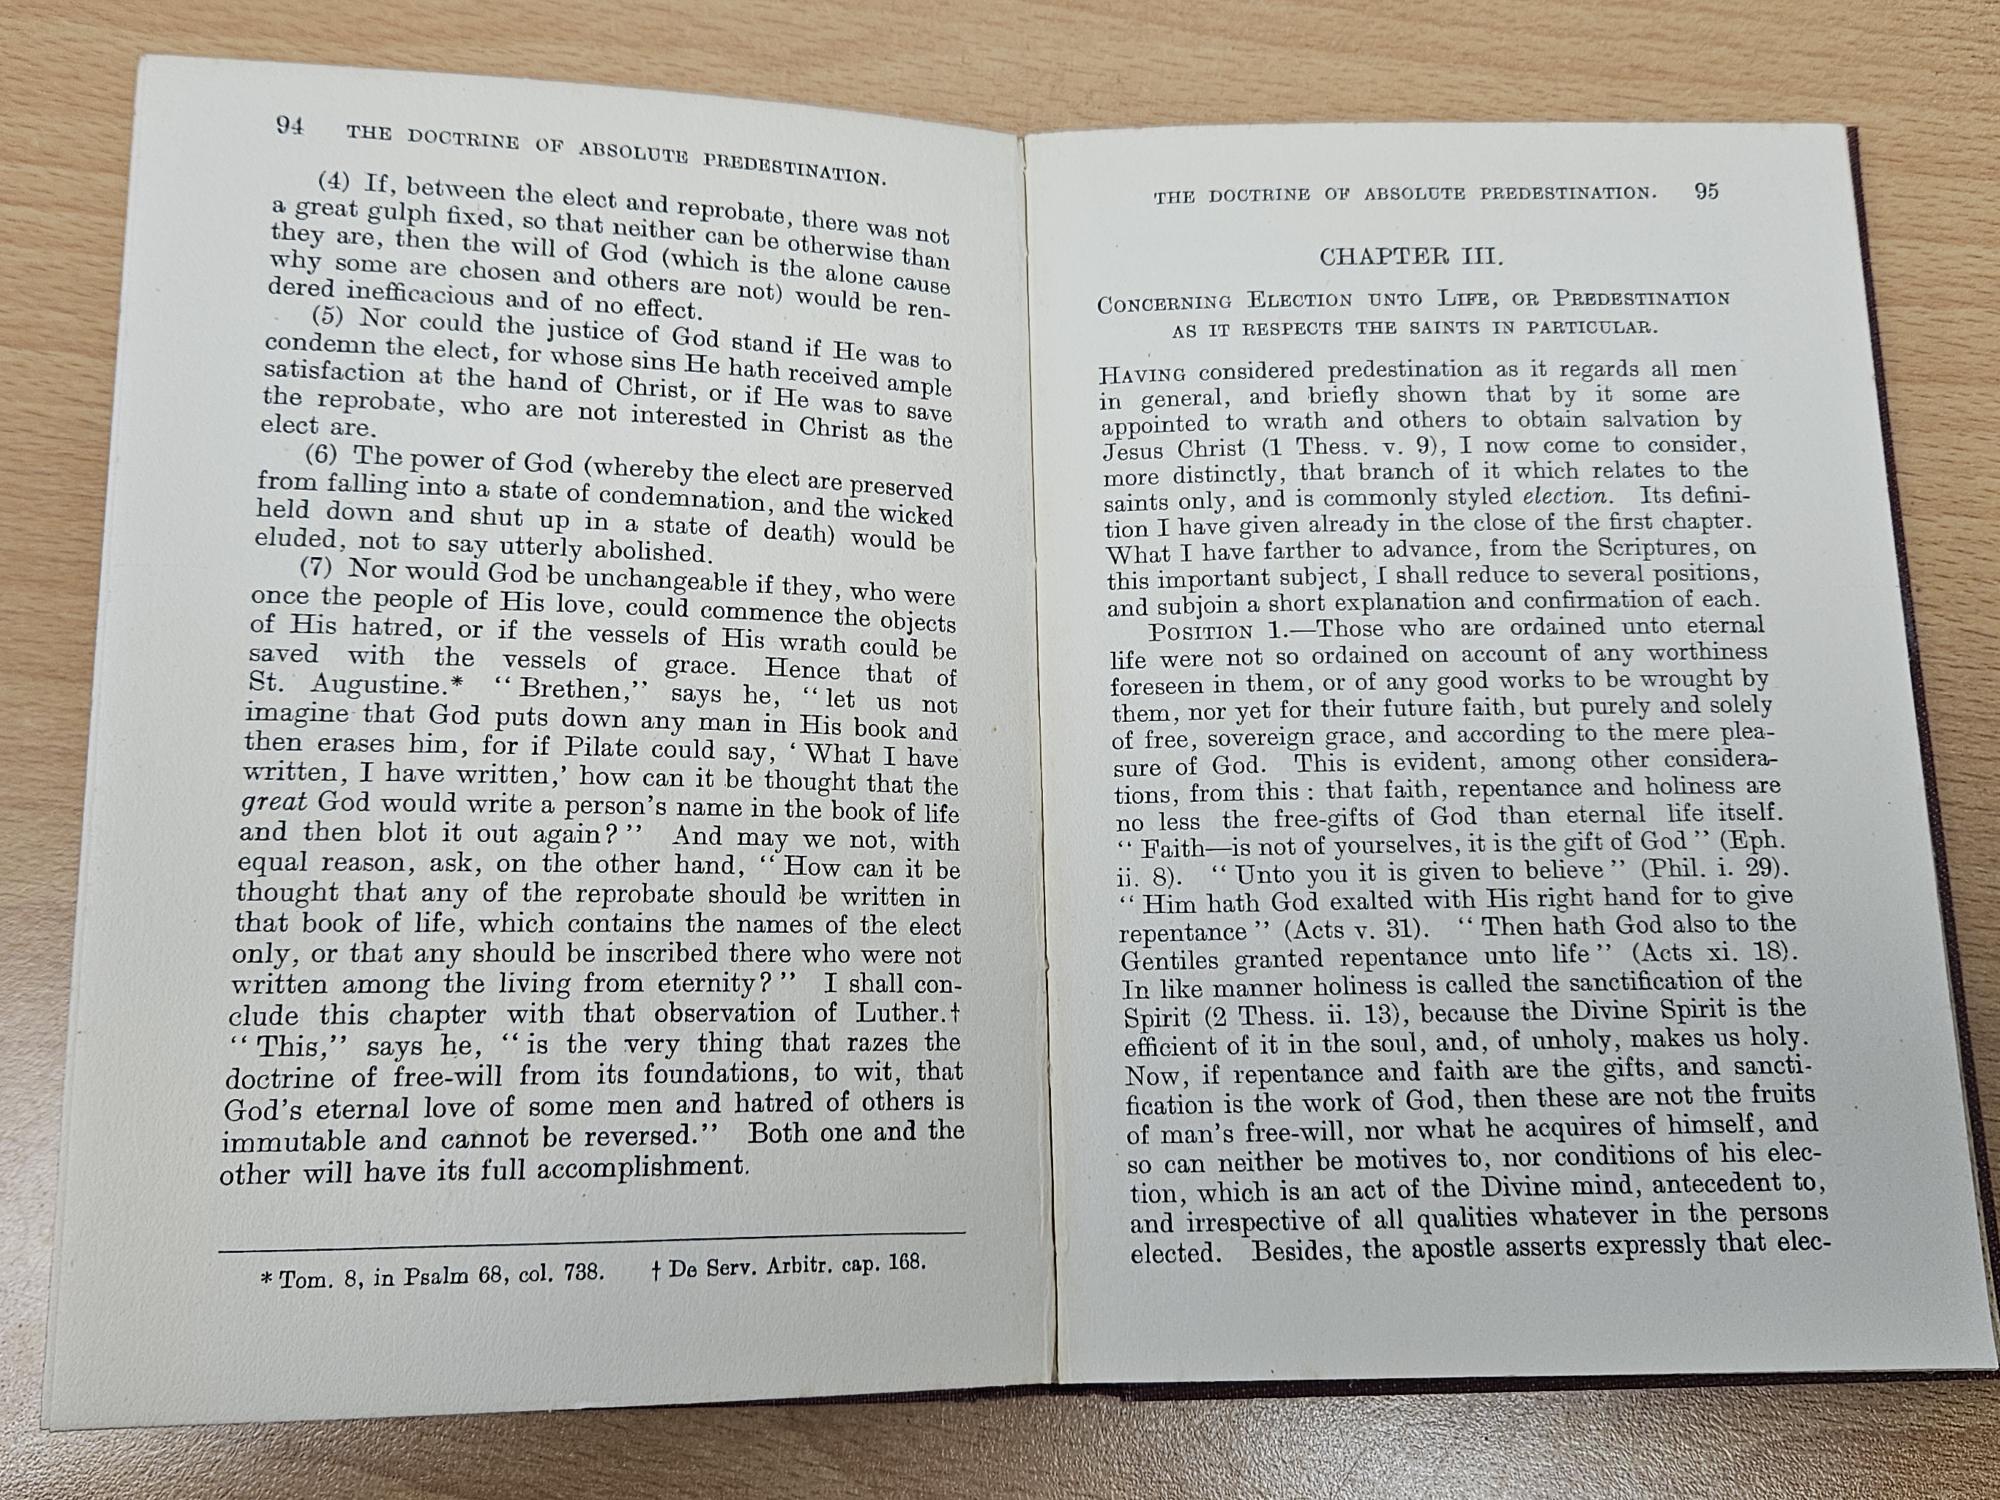 94 THE DOCTRINE OF ABSOLUTE PREDESTINATION.
(4) If, between the elect and reprobate, there was not
a great gulph fixed, so that neither can be otherwise than
they are, then the will of God (which is the alone cause
why some are chosen and others are not) would be ren-
dered inefficacious and of no effect.
(5) Nor could the justice of God stand if He was to
condemn the elect, for whose sins He hath received ample
satisfaction at the hand of Christ, or if He was to save
the reprobate, who are not interested in Christ as the
elect are.
(6) The power of God (whereby the elect are preserved
from falling into a state of condemnation, and the wicked
held down and shut up in a state of death) would be
eluded, not to say utterly abolished.
(7) Nor would God be unchangeable if they, who were
once the people of His love, could commence the objects
of His hatred, or if the vessels of His wrath could be
saved with the vessels of grace. Hence that of
St. Augustine.* “Brethen,” says he, “let us not
imagine that God puts down any man in His book and
then erases him, for if Pilate could say, ‘What I have
written, I have written,’ how can it be thought that the
great God would write a person’s name in the book of life
and then blot it out again?” And may we not, with
equal reason, ask, on the other hand, “How can it be
thought that any of the reprobate should be written in
that book of life, which contains the names of the elect
only, or that any should be inscribed there who were not
written among the living from eternity?” I shall con-
clude this chapter with that observation of Luther.†
“This,” says he, “is the very thing that razes the
doctrine of free-will from its foundations, to wit, that
God’s eternal love of some men and hatred of others is
immutable and cannot be reversed.” Both one and the
other will have its full accomplishment.
* Tom. 8, in Psalm 68, col. 738. † De Serv. Arbitr. cap. 168.
THE DOCTRINE OF ABSOLUTE PREDESTINATION. 95
CHAPTER III.
CONCERNING ELECTION UNTO LIFE, OR PREDESTINATION
AS IT RESPECTS THE SAINTS IN PARTICULAR.
HAVING considered predestination as it regards all men
in general, and briefly shown that by it some are
appointed to wrath and others to obtain salvation by
Jesus Christ (1 Thess. v. 9), I now come to consider,
more distinctly, that branch of it which relates to the
saints only, and is commonly styled election. Its defini-
tion I have given already in the close of the first chapter.
What I have farther to advance, from the Scriptures, on
this important subject, I shall reduce to several positions,
and subjoin a short explanation and confirmation of each.
POSITION 1.—Those who are ordained unto eternal
life were not so ordained on account of any worthiness
foreseen in them, or of any good works to be wrought by
them, nor yet for their future faith, but purely and solely
of free, sovereign grace, and according to the mere plea-
sure of God. This is evident, among other considera-
tions, from this : that faith, repentance and holiness are
no less the free-gifts of God than eternal life itself.
“Faith—is not of yourselves, it is the gift of God” (Eph.
ii. 8). “Unto you it is given to believe” (Phil. i. 29).
“Him hath God exalted with His right hand for to give
repentance” (Acts v. 31). “Then hath God also to the
Gentiles granted repentance unto life” (Acts xi. 18).
In like manner holiness is called the sanctification of the
Spirit (2 Thess. ii. 13), because the Divine Spirit is the
efficient of it in the soul, and, of unholy, makes us holy.
Now, if repentance and faith are the gifts, and sancti-
fication is the work of God, then these are not the fruits
of man’s free-will, nor what he acquires of himself, and
so can neither be motives to, nor conditions of his elec-
tion, which is an act of the Divine mind, antecedent to,
and irrespective of all qualities whatever in the persons
elected. Besides, the apostle asserts expressly that elec-